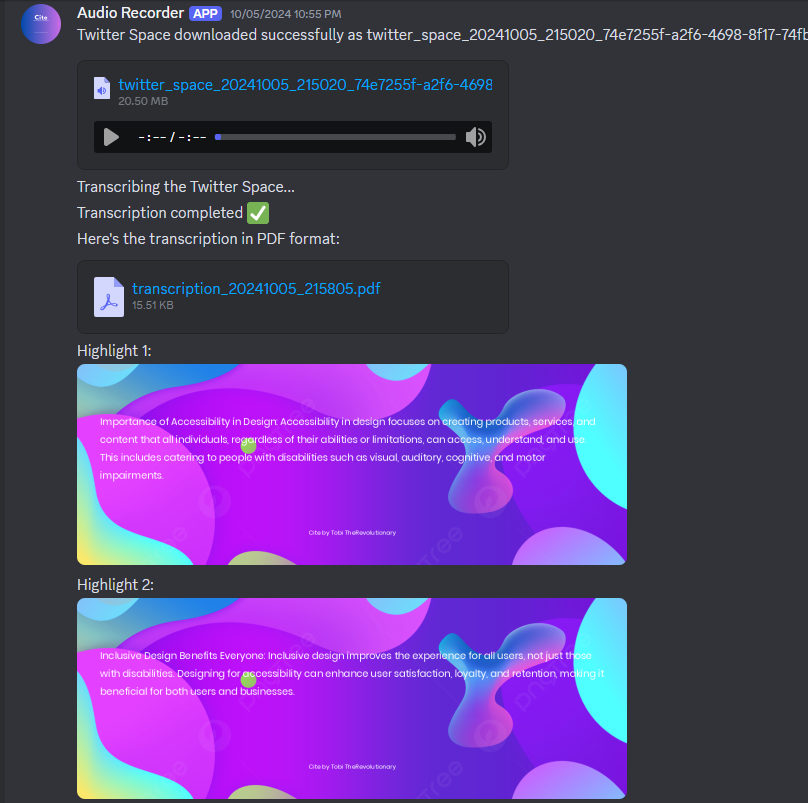 Cite
Audio Recorder APP 10/05/2024 10:55 PM
Twitter Space downloaded successfully as twitter_space_20241005_215020_74e7255f-a2f6-4698-8f17-74fb
twitter_space_20241005_215020_74e7255f-a2f6-4698
20.50 MB
-:-- / -:--
Transcribing the Twitter Space...
Transcription completed ✅
Here's the transcription in PDF format:
transcription_20241005_215805.pdf
15.51 KB
Highlight 1:
Importance of Accessibility in Design: Accessibility in design focuses on creating products, services, and
content that all individuals, regardless of their abilities or limitations, can access, understand, and use.
This includes catering to people with disabilities such as visual, auditory, cognitive, and motor
impairments.
Cite by Tobi TheRevolutionary
Highlight 2:
Inclusive Design Benefits Everyone: Inclusive design improves the experience for all users, not just those
with disabilities. Designing for accessibility can enhance user satisfaction, loyalty, and retention, making it
beneficial for both users and businesses.
Cite by Tobi TheRevolutionary